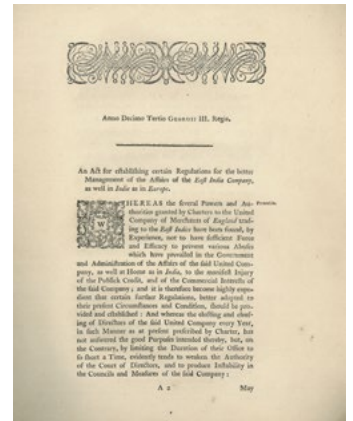 Anno Decimo Tertio GEORGII III. Regis.
An Act for establishing certain Regulations for the better
Management of the Affairs of the East India Company,
as well in India as in Europe.
WHEREAS the several Powers and Au-
Preamble.
thorities granted by Charters to the United
Company of Merchants of England trad-
ing to the East Indies have been found, by
Experience, not to have sufficient Force
and Efficacy to prevent various Abuses
which have prevailed in the Government
and Administration of the Affairs of the said United Com-
pany, as well at Home as in India, to the manifest Injury
of the Publick Credit, and of the Commercial Interests of
the said Company; and it is therefore become highly expe-
dient that certain further Regulations, better adapted to
their present Circumstances and Condition, should be pro-
vided and established: And whereas the electing and chus-
ing of Directors of the said United Company every Year,
in such Manner as at present prescribed by Charter, has
not answered the good Purposes intended thereby, but, on
the Contrary, by limiting the Duration of their Office to
so short a Time, evidently tends to weaken the Authority
of the Court of Directors, and to produce Instability in
the Councils and Measures of the said Company:
A 2
May